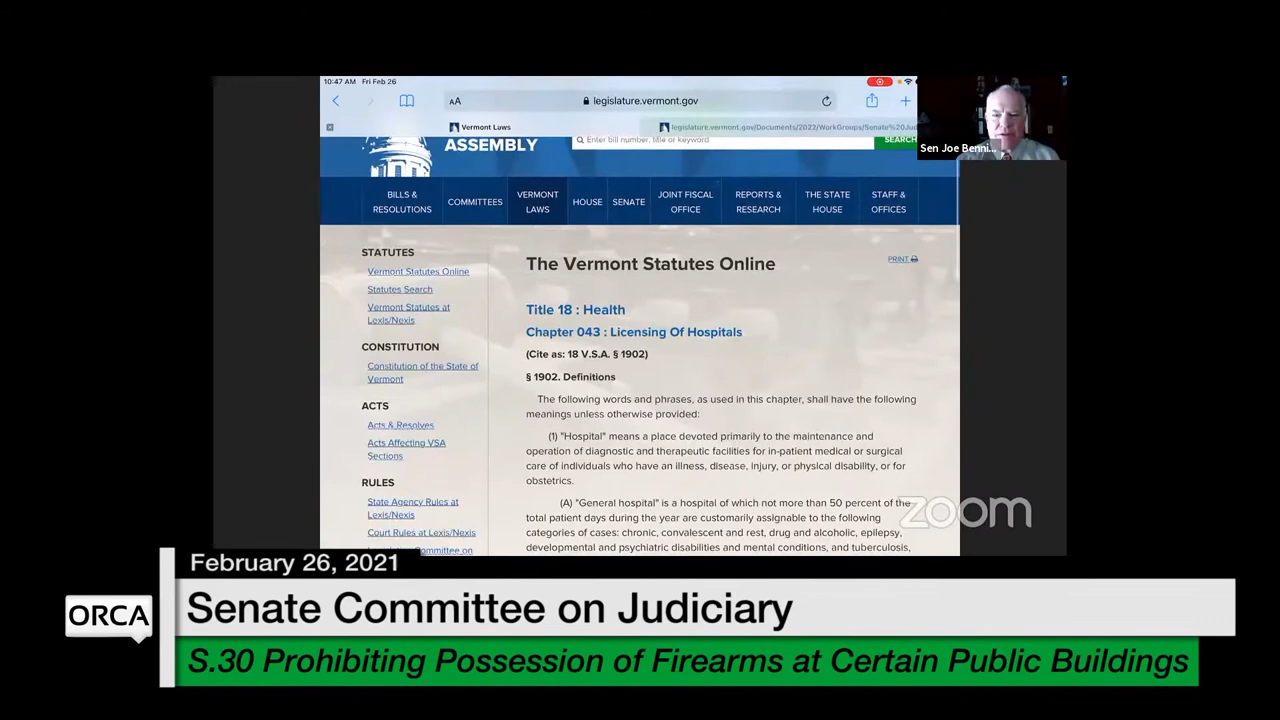 10:47 AM Fri Feb 26
AA
legislature.vermont.gov
Vermont Laws
legislature.vermont.gov/Documents/2022/WorkGroups/Senate%20Jud
Sen Joe Benni...
ASSEMBLY
Enter bill number, title or keyword
SEARCH
BILLS &
RESOLUTIONS
COMMITTEES
VERMONT
LAWS
HOUSE
SENATE
JOINT FISCAL
OFFICE
REPORTS &
RESEARCH
THE STATE
HOUSE
STAFF &
OFFICES
STATUTES
Vermont Statutes Online
Statutes Search
Vermont Statutes at
Lexis/Nexis
CONSTITUTION
Constitution of the State of
Vermont
ACTS
Acts & Resolves
Acts Affecting VSA
Sections
RULES
State Agency Rules at
Lexis/Nexis
Court Rules at Lexis/Nexis
Committee on
The Vermont Statutes Online
PRINT
Title 18 : Health
Chapter 043 : Licensing Of Hospitals
(Cite as: 18 V.S.A. § 1902)
§ 1902. Definitions
The following words and phrases, as used in this chapter, shall have the following
meanings unless otherwise provided:
(1) "Hospital" means a place devoted primarily to the maintenance and
operation of diagnostic and therapeutic facilities for in-patient medical or surgical
care of individuals who have an illness, disease, injury, or physical disability, or for
obstetrics.
(A) "General hospital" is a hospital of which not more than 50 percent of the
total patient days during the year are customarily assignable to the following
categories of cases: chronic, convalescent and rest, drug and alcoholic, epilepsy,
developmental and psychiatric disabilities and mental conditions, and tuberculosis,
zoom
February 26, 2021
ORCA
Senate Committee on Judiciary
S.30 Prohibiting Possession of Firearms at Certain Public Buildings